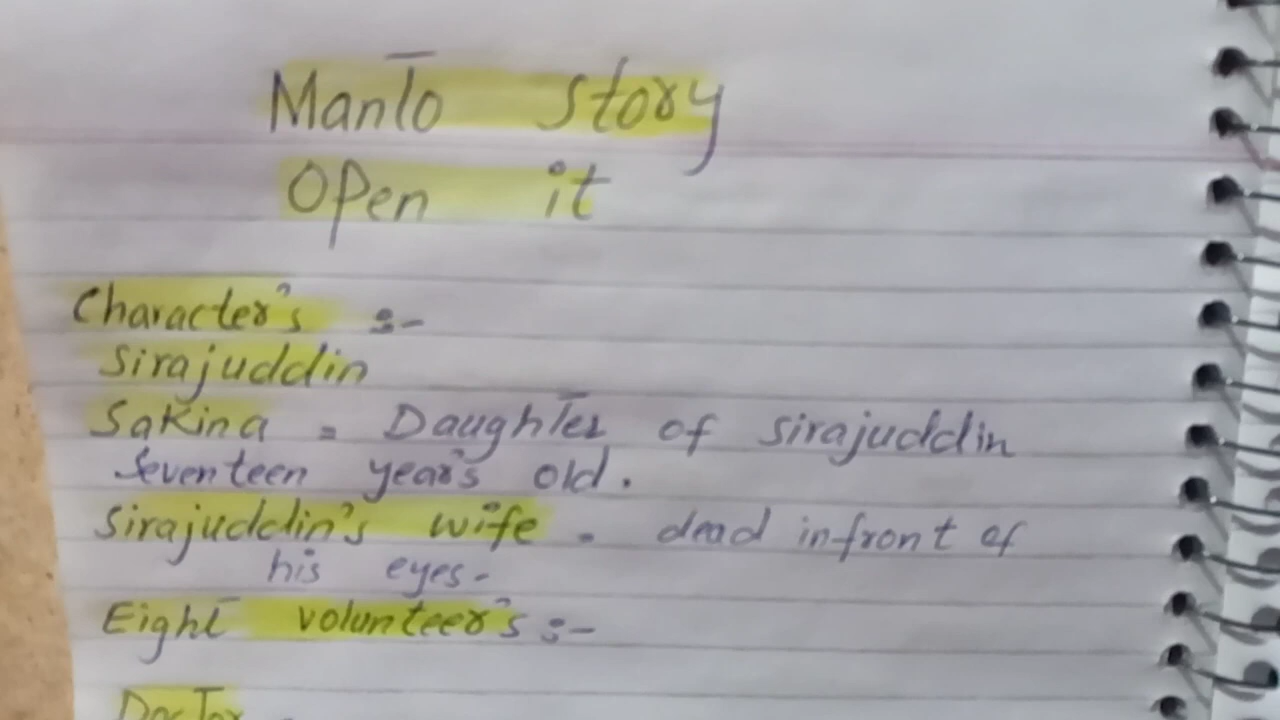 Manto story
Open it
Character's :-
Sirajuddin
Sakina = Daughter of sirajuddin
seventeen year's old.
Sirajuddin's wife = dead infront of
his eyes-
Eight volunteer's :-
Doctor